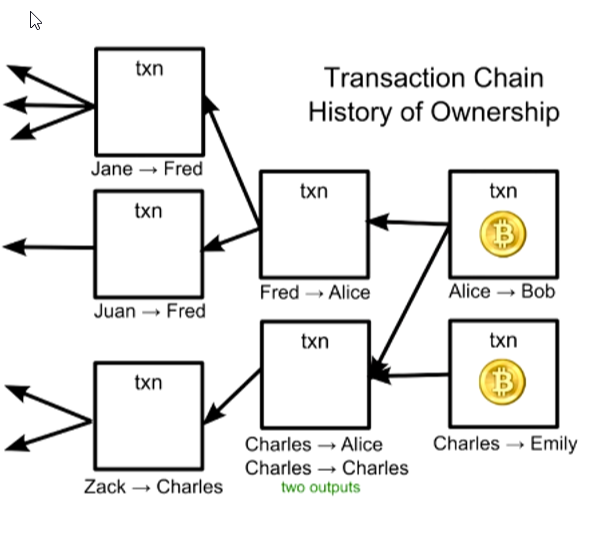 Transaction Chain
History of Ownership
txn
Jane → Fred
txn
Juan → Fred
txn
Zack → Charles
txn
Fred → Alice
txn
Charles → Alice
Charles → Charles
two outputs
txn
B
Alice → Bob
txn
B
Charles → Emily